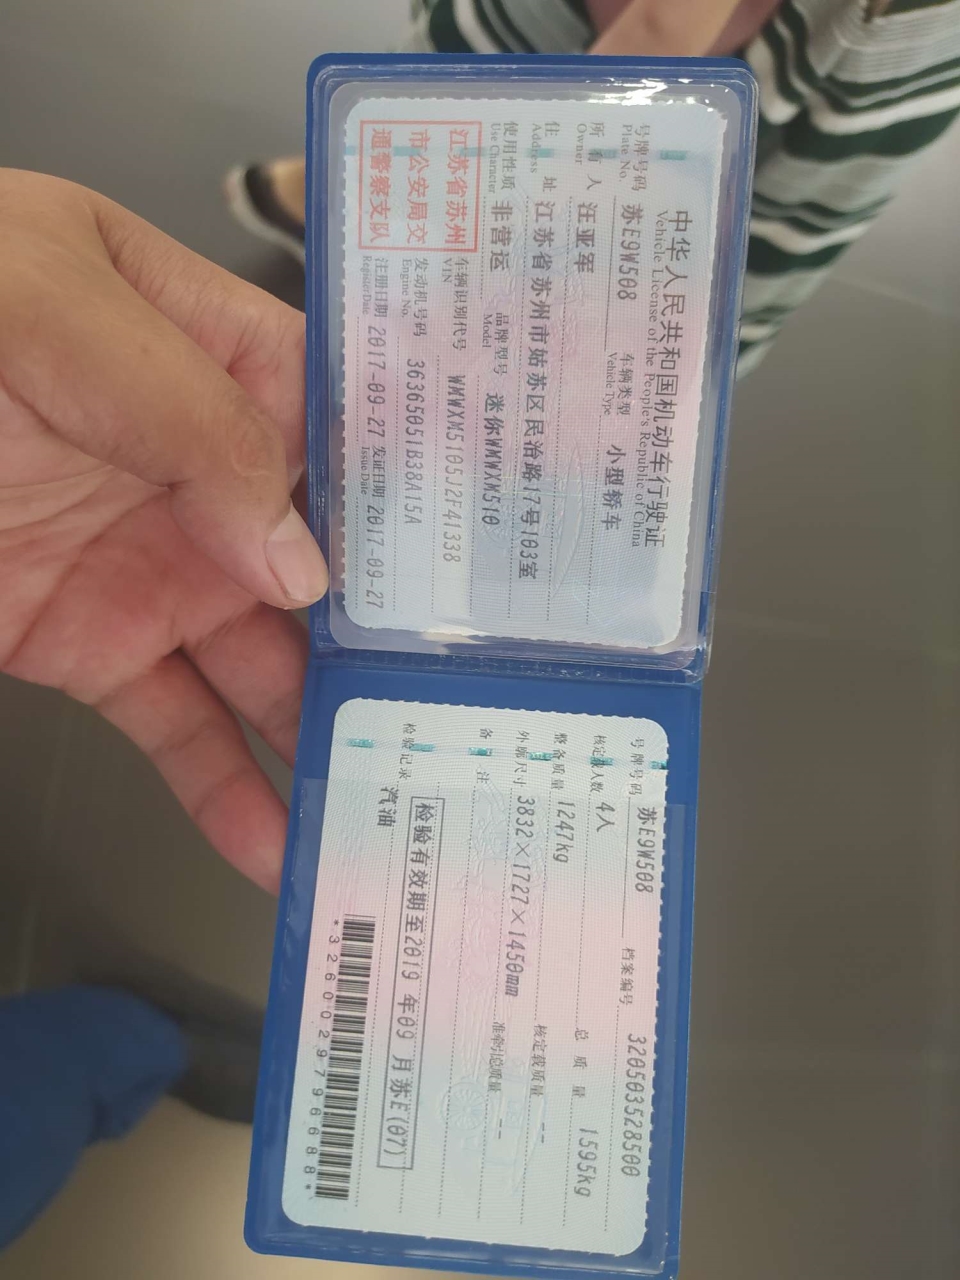 中华人民共和国机动车行驶证
Vehicle License of the People's Republic of China
号牌号码 苏E9W508 车辆类型 小型轿车
Plate No. Vehicle Type
所有人 汪亚军
Owner
住址 江苏省苏州市姑苏区民治路17号103室
Address
使用性质 非营运 品牌型号 迷你WMWXM510
Use Character Model
江苏省苏州
市公安局交
通警察支队
车辆识别代号 WMWXM5105J2F41338
VIN
发动机号码 36365051B38A15A
Engine No.
注册日期 2017-09-27 发证日期 2017-09-27
Register Date Issue Date
号牌号码 苏E9W508 档案编号 320503528500
核定载人数 4人 总质量 1595kg
整备质量 1247kg 核定载质量 --
外廓尺寸 3832×1727×1450mm 准牵引总质量 --
备注
检验有效期至2019年09月苏E(07)
检验记录 汽油
*3260029796688*